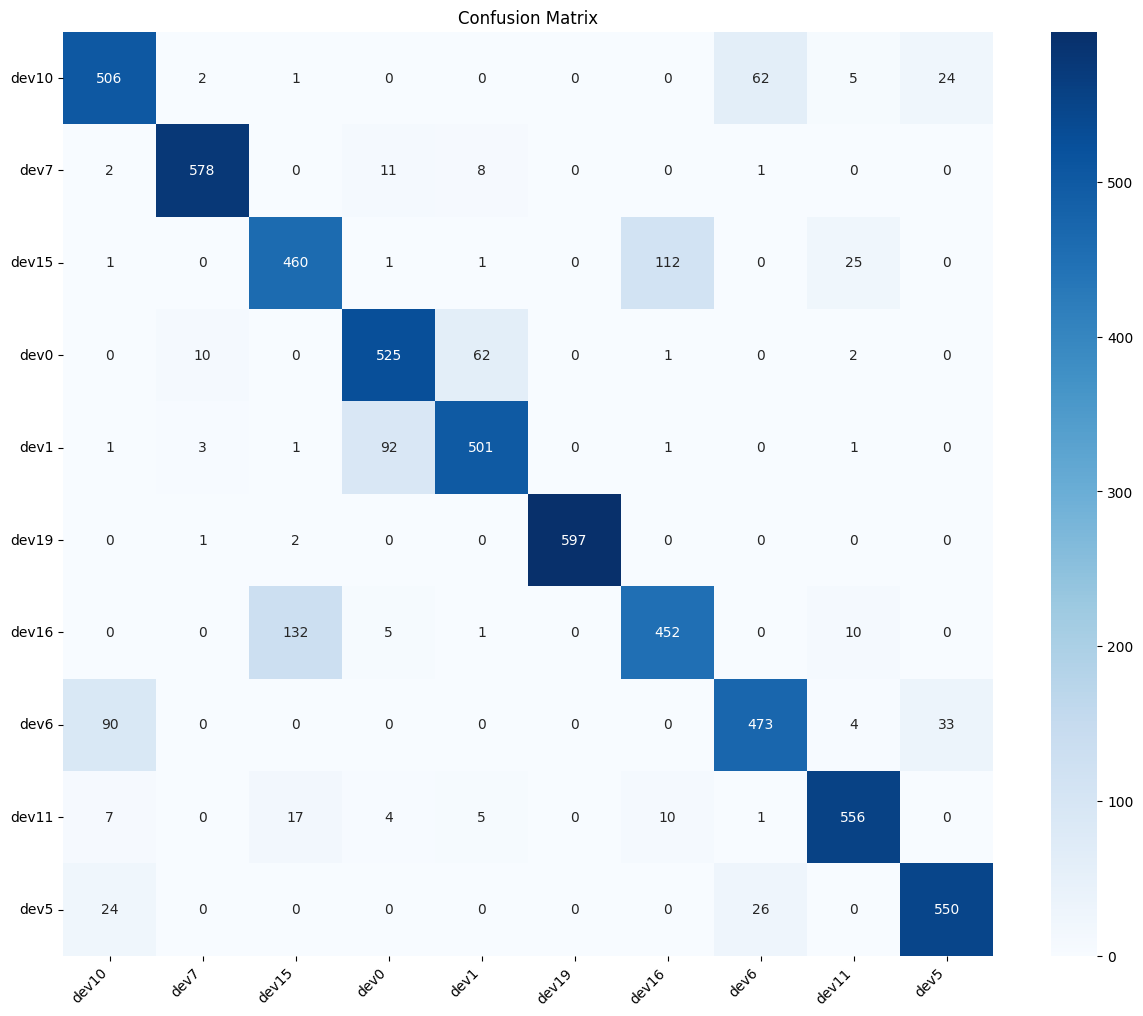 Confusion Matrix
dev10 506 2 1 0 0 0 0 62 5 24
dev7 2 578 0 11 8 0 0 1 0 0
dev15 1 0 460 1 1 0 112 0 25 0
dev0 0 10 0 525 62 0 1 0 2 0
dev1 1 3 1 92 501 0 1 0 1 0
dev19 0 1 2 0 0 597 0 0 0 0
dev16 0 0 132 5 1 0 452 0 10 0
dev6 90 0 0 0 0 0 0 473 4 33
dev11 7 0 17 4 5 0 10 1 556 0
dev5 24 0 0 0 0 0 0 26 0 550
dev10 dev7 dev15 dev0 dev1 dev19 dev16 dev6 dev11 dev5
500
400
300
200
100
0